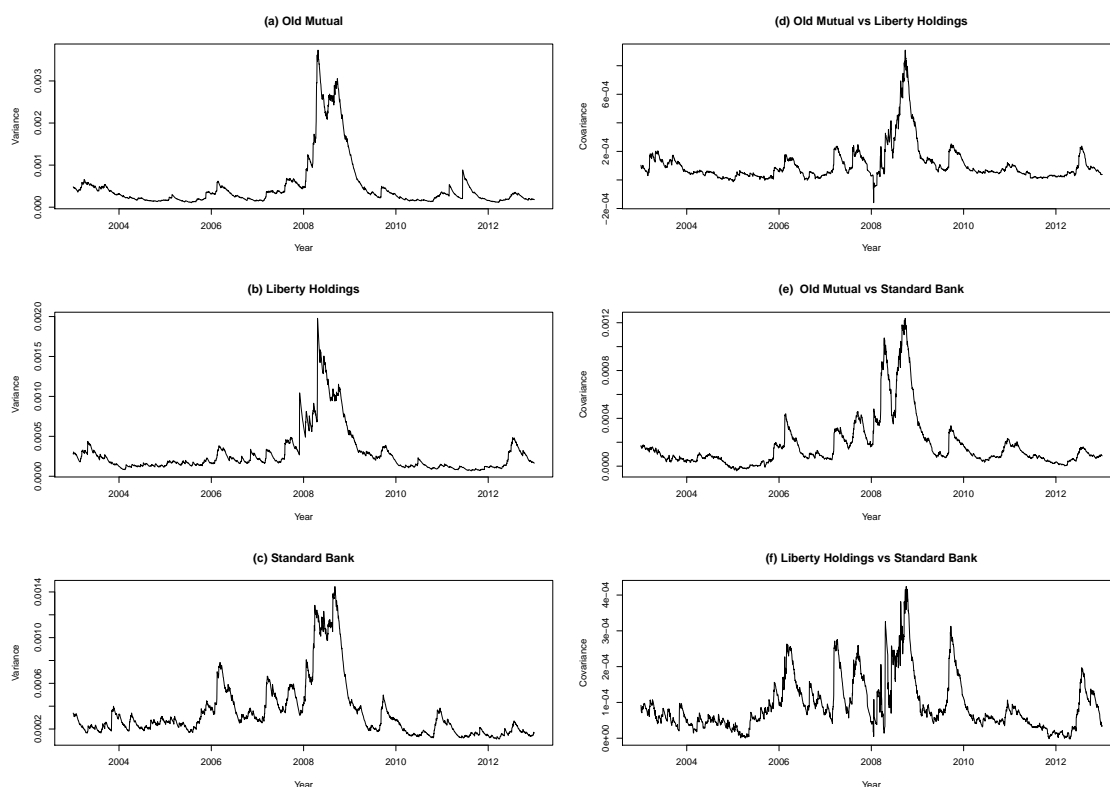 (a) Old Mutual
Variance
0.003
0.001
0.000
2004 2006 2008 2010 2012
Year
(b) Liberty Holdings
Variance
0.0020
0.0015
0.0010
0.0005
0.0000
2004 2006 2008 2010 2012
Year
(c) Standard Bank
Variance
0.0014
0.0010
0.0006
0.0002
2004 2006 2008 2010 2012
Year
(d) Old Mutual vs Liberty Holdings
Covariance
6e−04
2e−04
−2e−04
2004 2006 2008 2010 2012
Year
(e) Old Mutual vs Standard Bank
Covariance
0.0012
0.0008
0.0004
0.0000
2004 2006 2008 2010 2012
Year
(f) Liberty Holdings vs Standard Bank
Covariance
4e−04
3e−04
2e−04
1e−04
0e+00
2004 2006 2008 2010 2012
Year